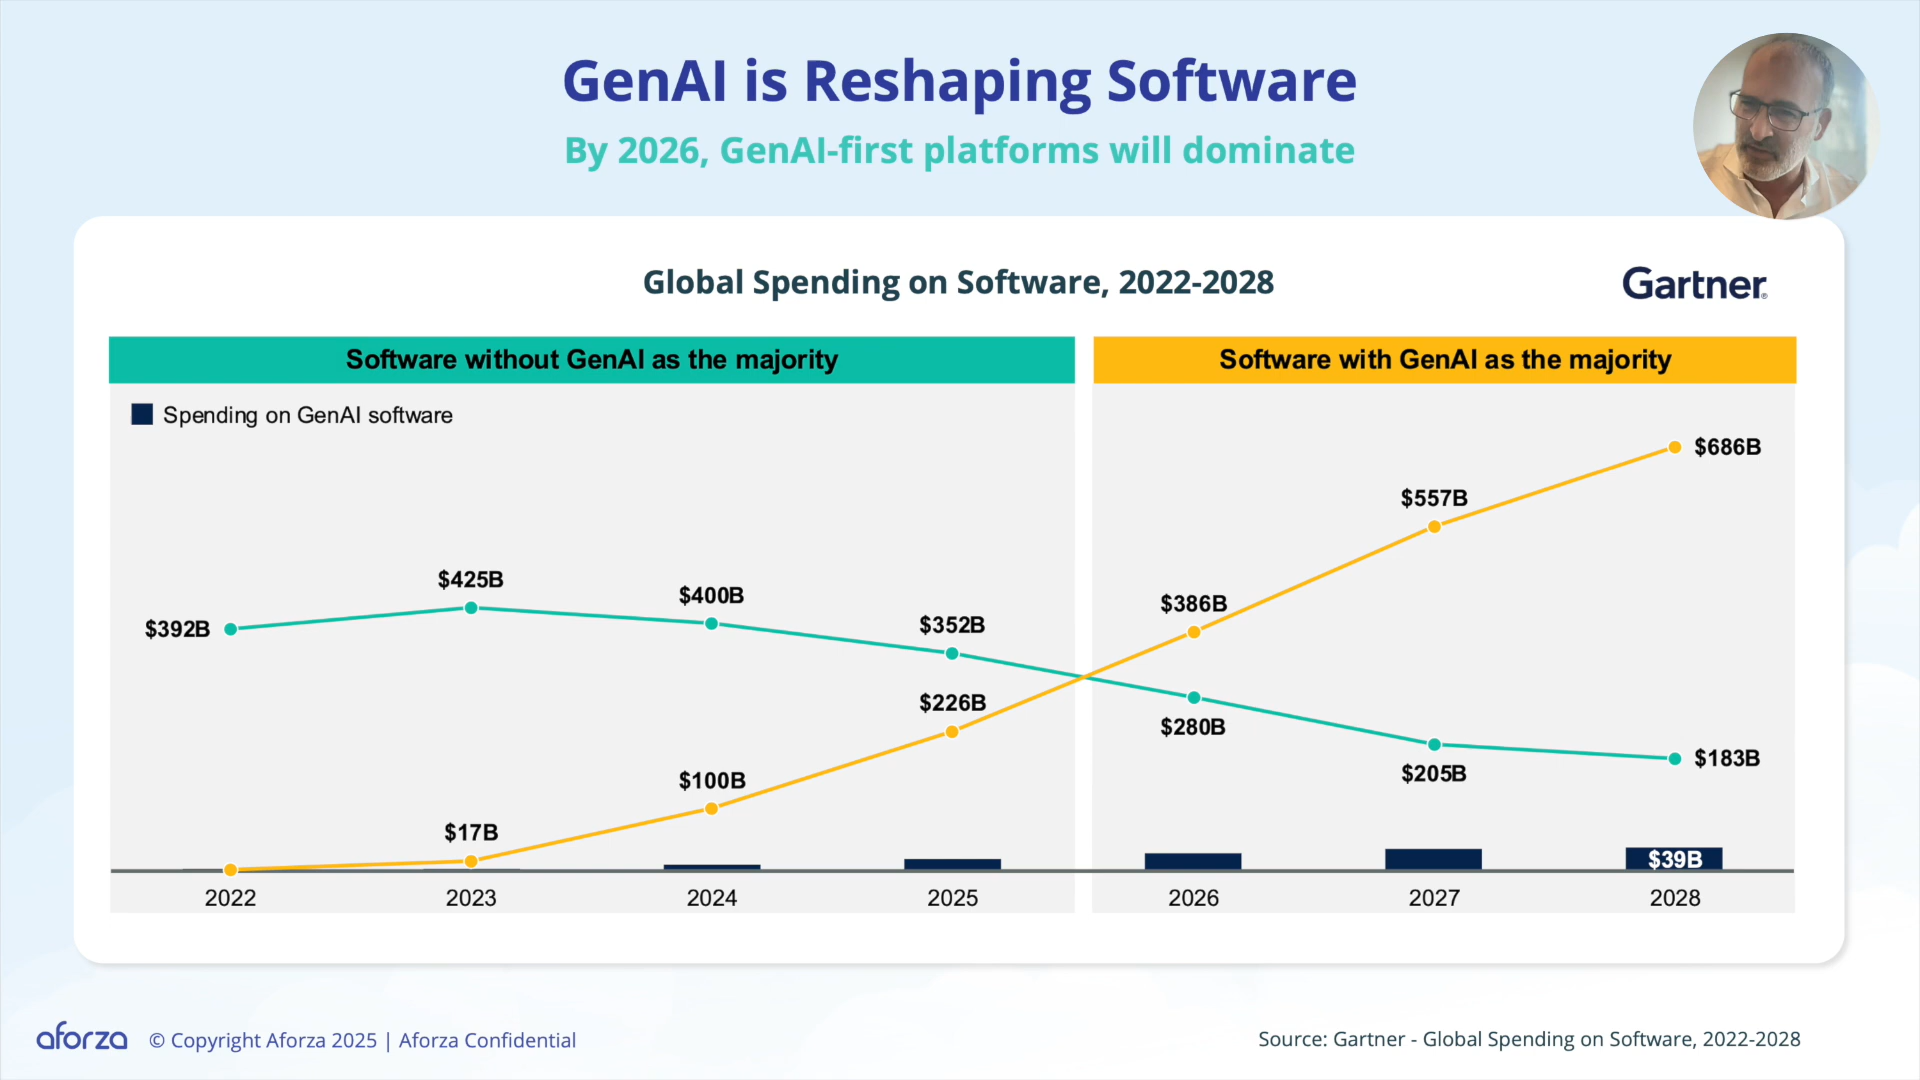 GenAI is Reshaping Software
By 2026, GenAI-first platforms will dominate
Global Spending on Software, 2022-2028
Gartner®
Software without GenAI as the majority
Software with GenAI as the majority
Spending on GenAI software
$686B
$557B
$425B
$400B
$386B
$392B
$352B
$226B
$280B
$183B
$100B
$205B
$17B
$39B
2022 2023 2024 2025 2026 2027 2028
aforza © Copyright Aforza 2025 | Aforza Confidential
Source: Gartner - Global Spending on Software, 2022-2028